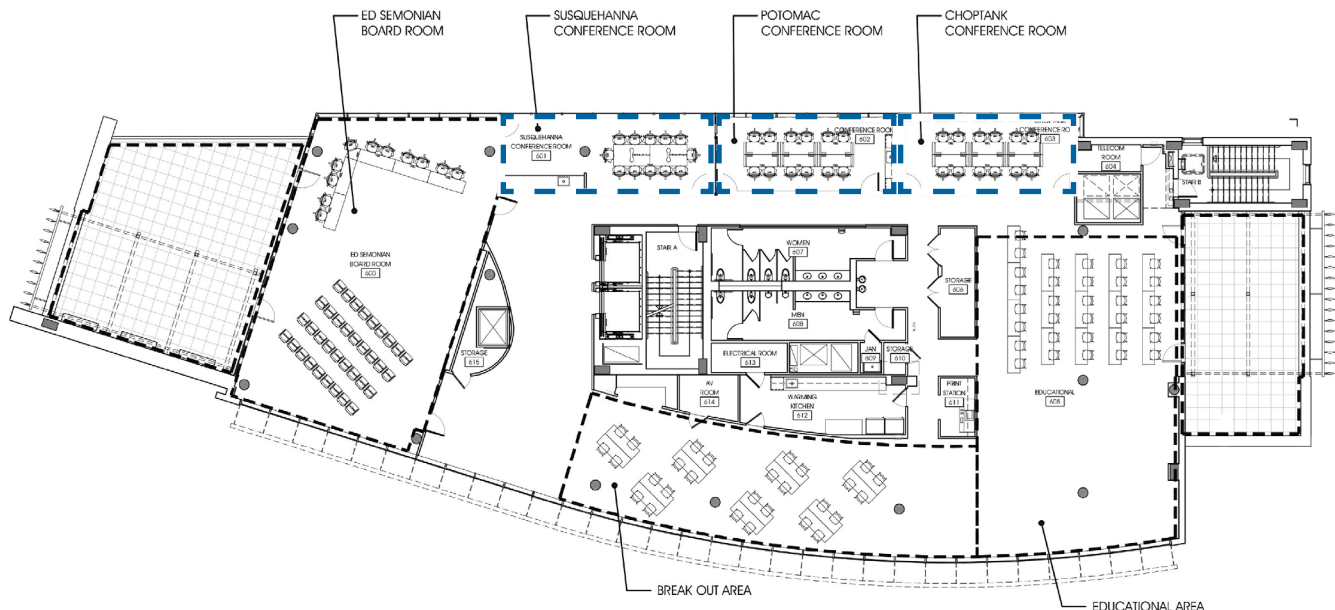 ED SEMONIAN
BOARD ROOM
SUSQUEHANNA
CONFERENCE ROOM
POTOMAC
CONFERENCE ROOM
CHOPTANK
CONFERENCE ROOM
SUSQUEHANNA
CONFERENCE ROOM
601
CONFERENCE ROOM
602
CONFERENCE RO
603
TELECOM
ROOM
604
STAIR B
STAIR A
WOMEN
607
ED SEMONIAN
BOARD ROOM
600
STORAGE
606
MEN
608
STORAGE
615
ELECTRICAL ROOM
613
JAN
609
STORAGE
610
AV
ROOM
614
WARMING
KITCHEN
612
PRINT
STATION
611
EDUCATIONAL
605
BREAK OUT AREA
EDUCATIONAL AREA